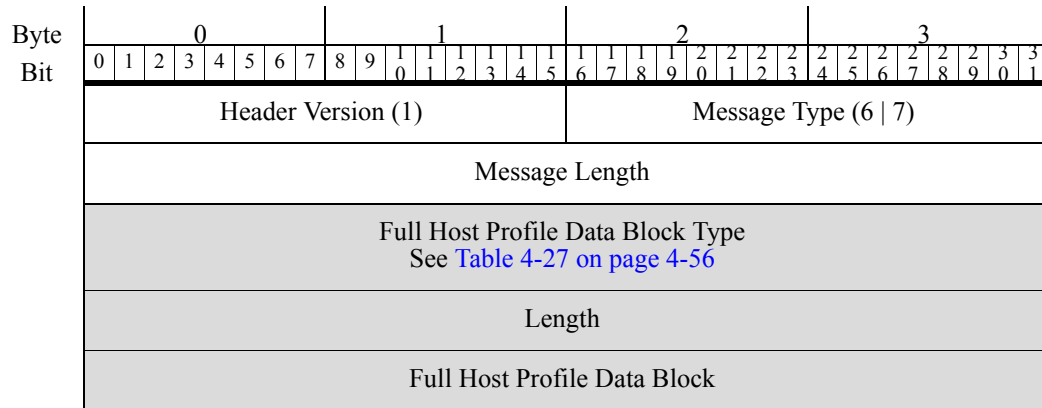 Byte 0 1 2 3
Bit 0 1 2 3 4 5 6 7 8 9 10 11 12 13 14 15 16 17 18 19 20 21 22 23 24 25 26 27 28 29 30 31
Header Version (1) Message Type (6 | 7)
Message Length
Full Host Profile Data Block Type
See Table 4-27 on page 4-56
Length
Full Host Profile Data Block